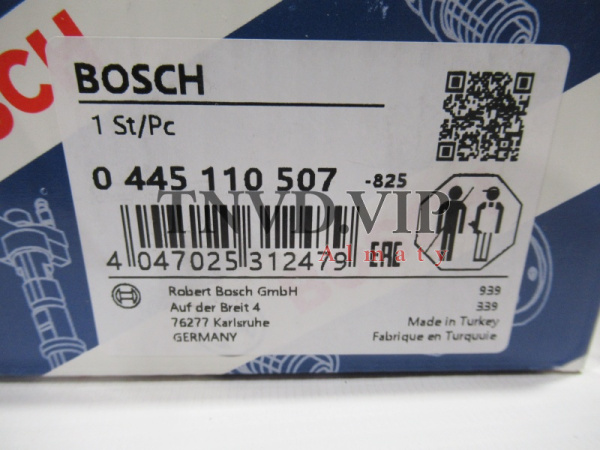 BOSCH
BOSCH
1 St/Pc
0 445 110 507 -825
TNVD VIP
Almaty
4 047025 312479
EAC
Robert Bosch GmbH
Auf der Breit 4
76277 Karlsruhe
GERMANY
939
339
Made in Turkey
Fabrique en Turquuie